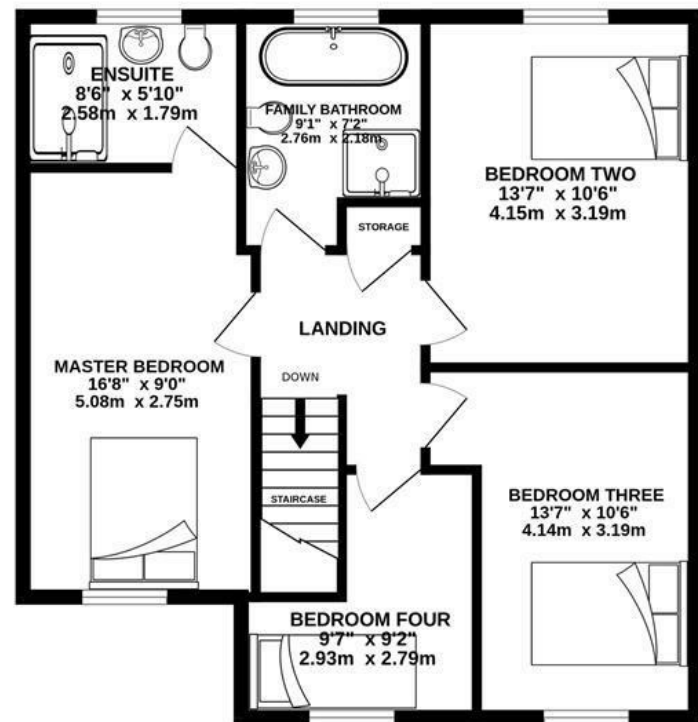 ENSUITE
8'6" x 5'10"
2.58m x 1.79m
FAMILY BATHROOM
9'1" x 7'2"
2.76m x 2.18m
BEDROOM TWO
13'7" x 10'6"
4.15m x 3.19m
STORAGE
LANDING
MASTER BEDROOM
16'8" x 9'0"
5.08m x 2.75m
DOWN
STAIRCASE
BEDROOM THREE
13'7" x 10'6"
4.14m x 3.19m
BEDROOM FOUR
9'7" x 9'2"
2.93m x 2.79m